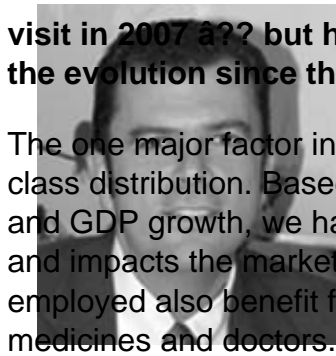 visit in 2007 â?? but h
the evolution since th
The one major factor in
class distribution. Base
and GDP growth, we ha
and impacts the market
employed also benefit f
medicines and doctors.